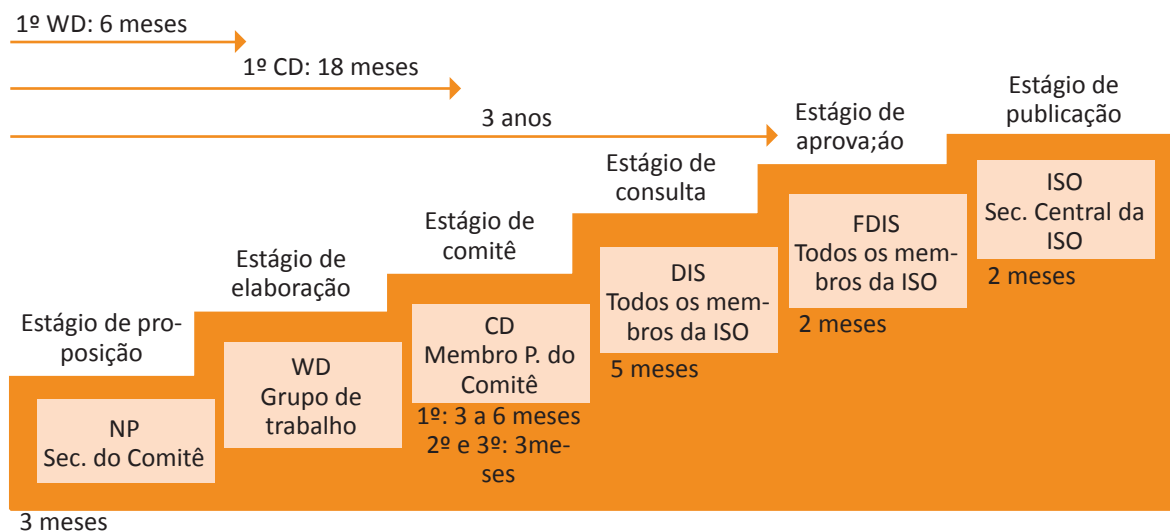 1º WD: 6 meses
1º CD: 18 meses
3 anos
Estágio de pro-
posição
NP
Sec. do Comitê
3 meses
Estágio de
elaboração
WD
Grupo de
trabalho
Estágio de
comitê
CD
Membro P. do
Comitê
1º: 3 a 6 meses
2º e 3º: 3me-
ses
Estágio de
consulta
DIS
Todos os mem-
bros da ISO
5 meses
Estágio de
aprova;áo
FDIS
Todos os mem-
bros da ISO
2 meses
Estágio de
publicação
ISO
Sec. Central da
ISO
2 meses